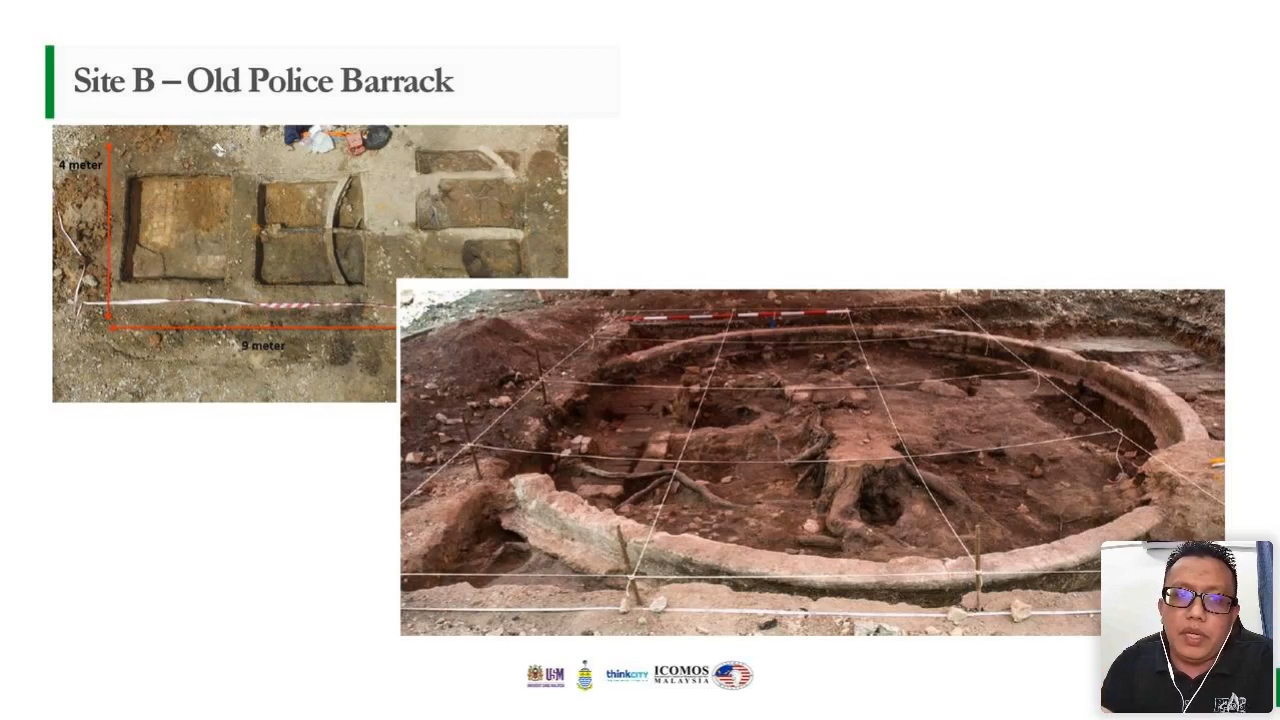 Site B – Old Police Barrack
4 meter
9 meter
USM
thinkcity
ICOMOS
MALAYSIA